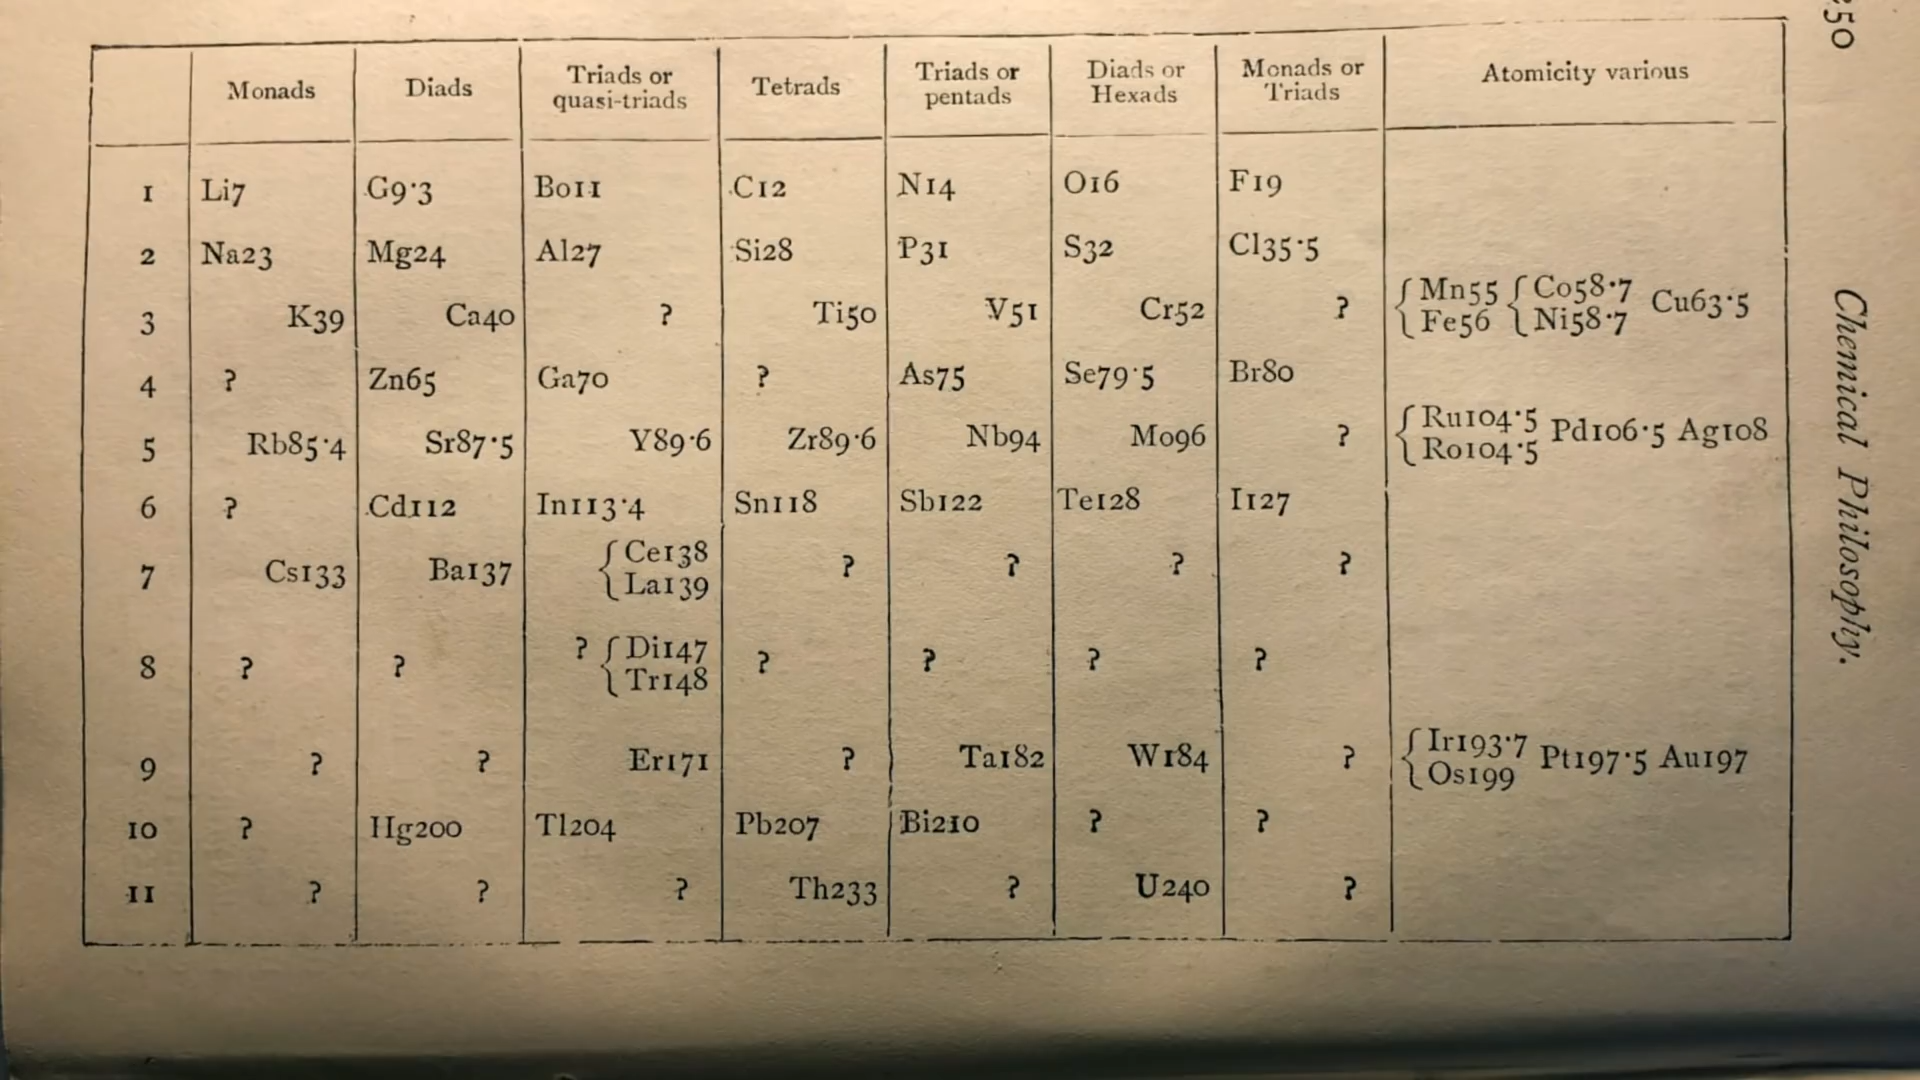 250
Chemical Philosophy.
Monads Diads Triads or quasi-triads Tetrads Triads or pentads Diads or Hexads Monads or Triads Atomicity various
1 Li7 G9·3 Bo11 C12 N14 O16 F19
2 Na23 Mg24 Al27 Si28 P31 S32 Cl35·5
3 K39 Ca40 ? Ti50 V51 Cr52 ? { Mn55 Fe56 { Co58·7 Ni58·7 Cu63·5
4 ? Zn65 Ga70 ? As75 Se79·5 Br80
5 Rb85·4 Sr87·5 Y89·6 Zr89·6 Nb94 Mo96 ? { Ru104·5 Ro104·5 Pd106·5 Ag108
6 ? Cd112 In113·4 Sn118 Sb122 Te128 I127
7 Cs133 Ba137 { Ce138 La139 ? ? ? ?
8 ? ? ? { Di147 Tr148 ? ? ? ?
9 ? ? Er171 ? Ta182 W184 ? { Ir193·7 Os199 Pt197·5 Au197
10 ? Hg200 Tl204 Pb207 Bi210 ? ?
11 ? ? ? Th233 ? U240 ?